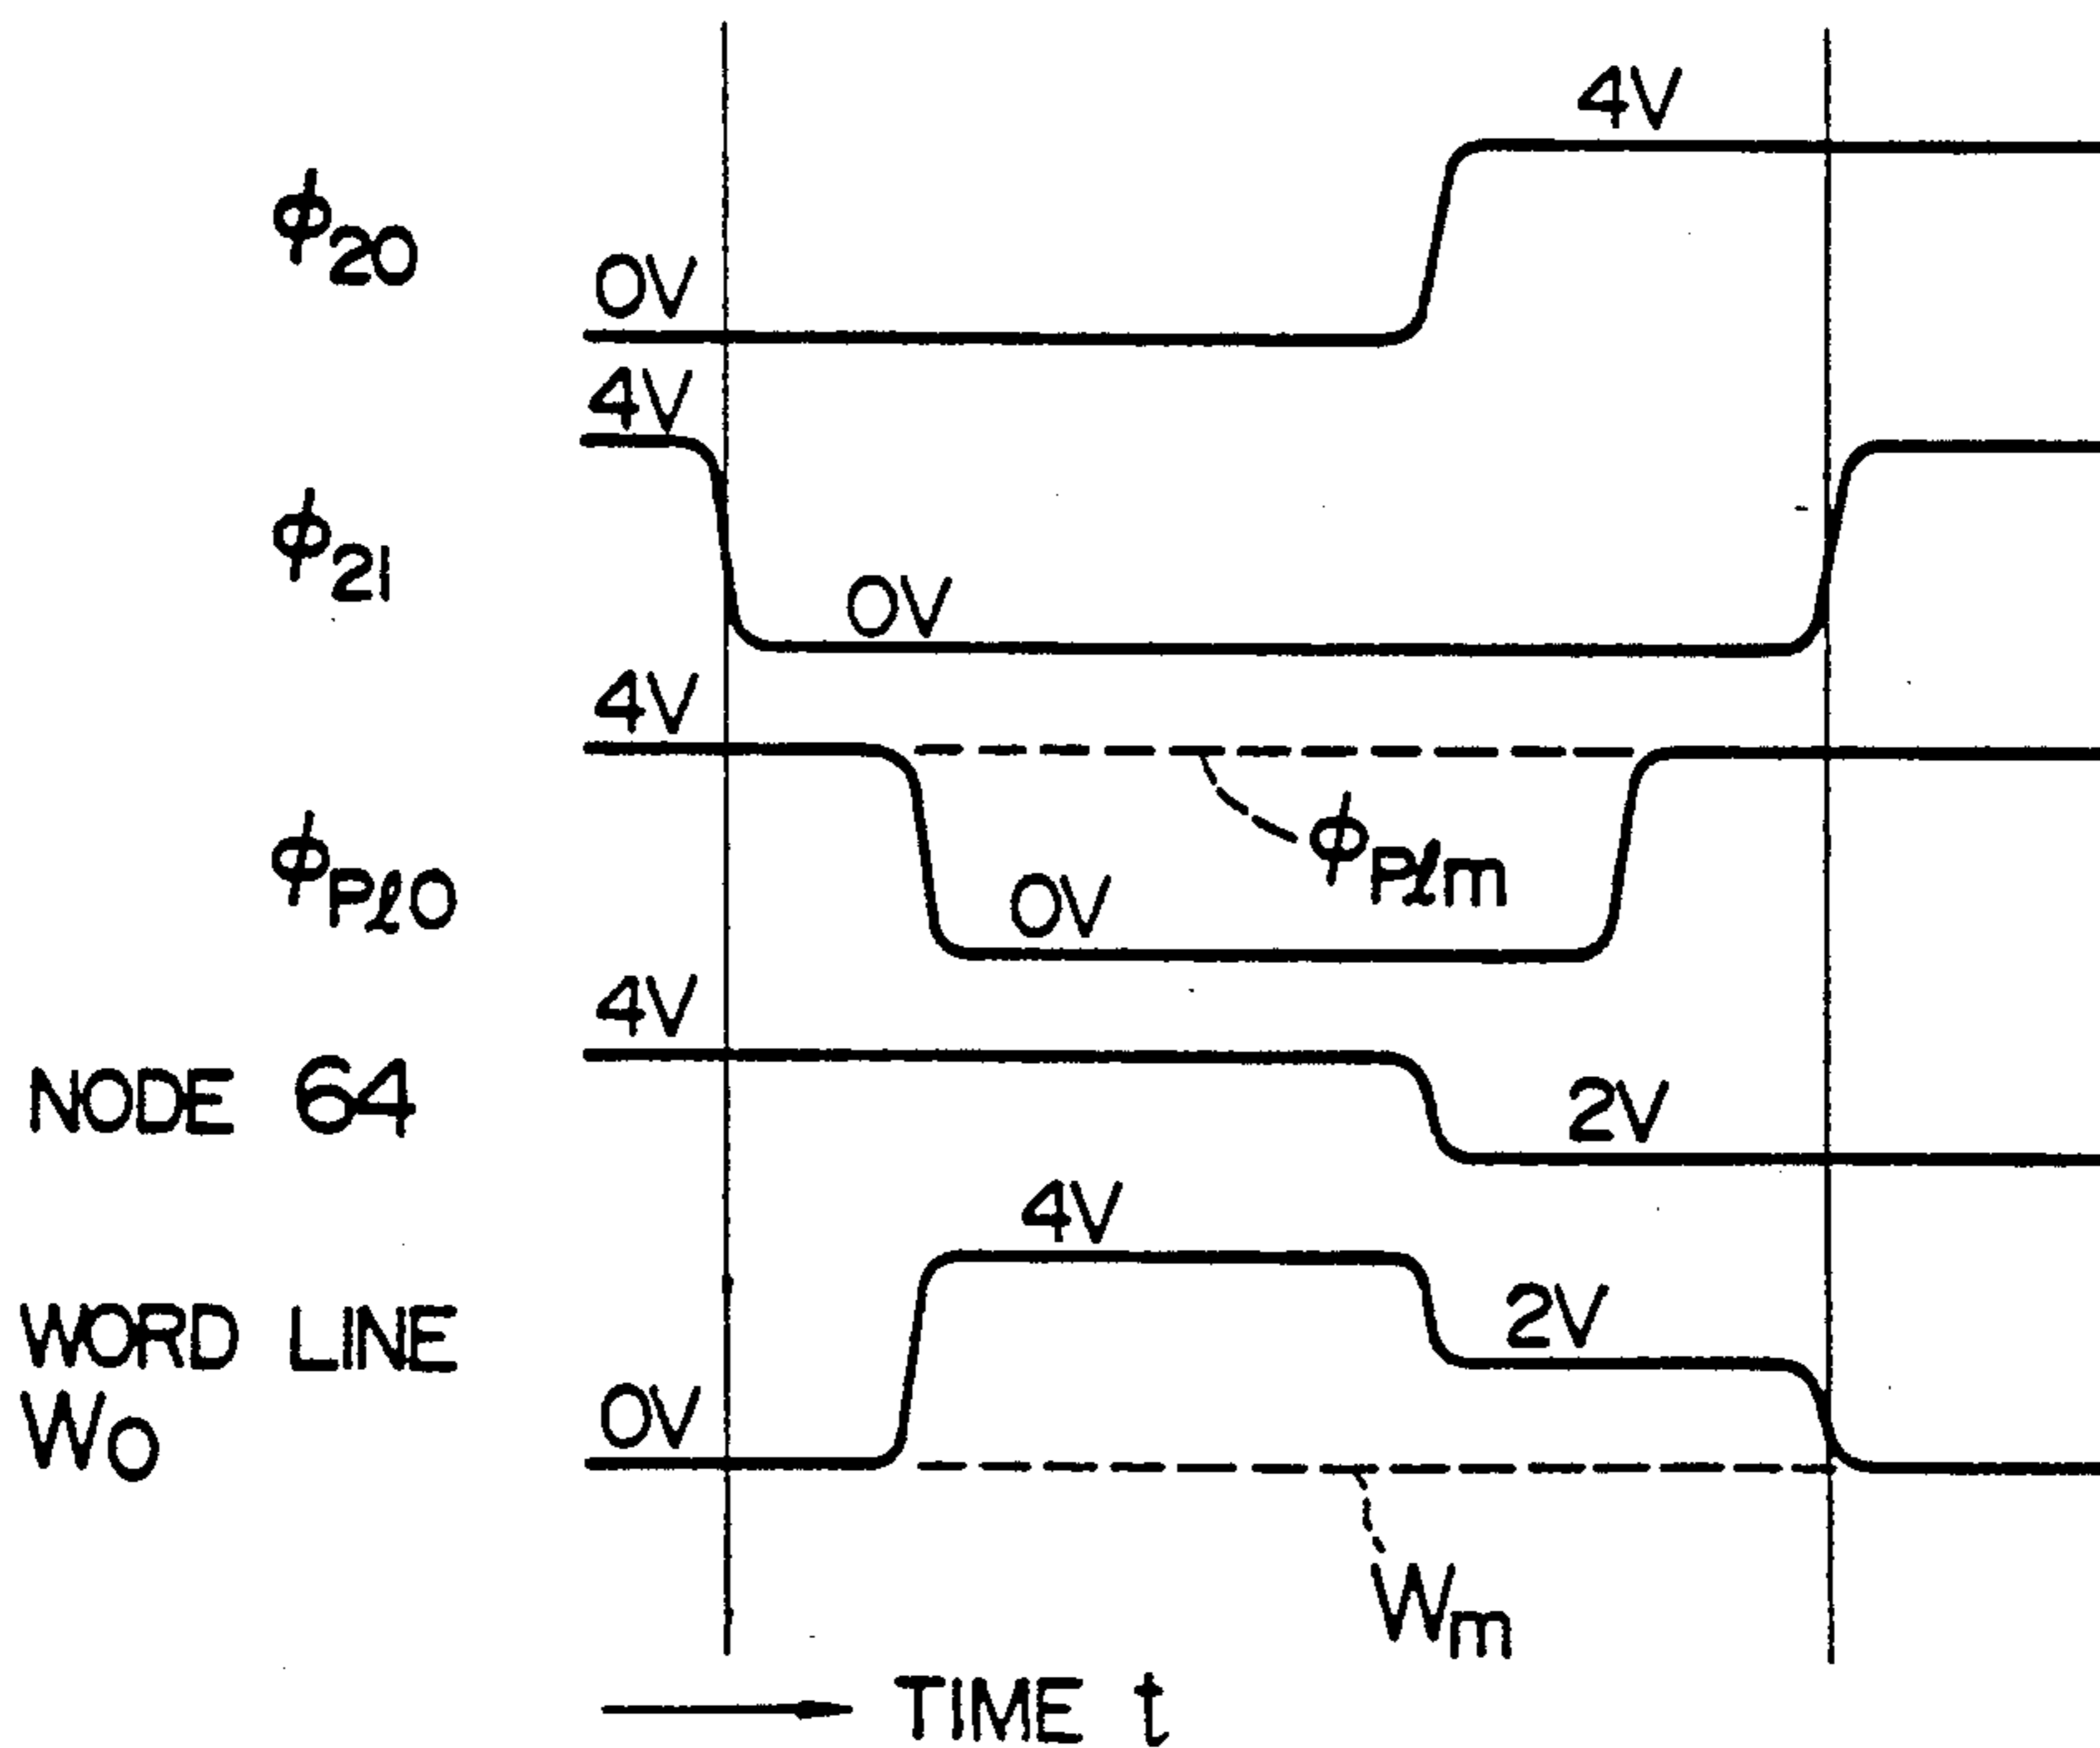 4V
ϕ20
0V
4V
ϕ21
0V
4V
ϕPℓm
ϕPℓ0
0V
4V
NODE 64
2V
4V
WORD LINE
W0
2V
0V
Wm
TIME t